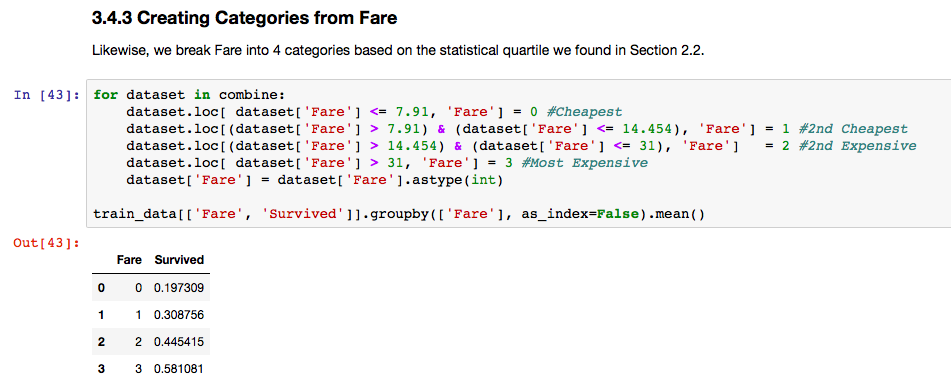 3.4.3 Creating Categories from Fare
Likewise, we break Fare into 4 categories based on the statistical quartile we found in Section 2.2.
In [43]: for dataset in combine:
    dataset.loc[ dataset['Fare'] <= 7.91, 'Fare'] = 0 #Cheapest
    dataset.loc[(dataset['Fare'] > 7.91) & (dataset['Fare'] <= 14.454), 'Fare'] = 1 #2nd Cheapest
    dataset.loc[(dataset['Fare'] > 14.454) & (dataset['Fare'] <= 31), 'Fare']   = 2 #2nd Expensive
    dataset.loc[ dataset['Fare'] > 31, 'Fare'] = 3 #Most Expensive
    dataset['Fare'] = dataset['Fare'].astype(int)
train_data[['Fare', 'Survived']].groupby(['Fare'], as_index=False).mean()
Out[43]:
Fare Survived
0 0 0.197309
1 1 0.308756
2 2 0.445415
3 3 0.581081